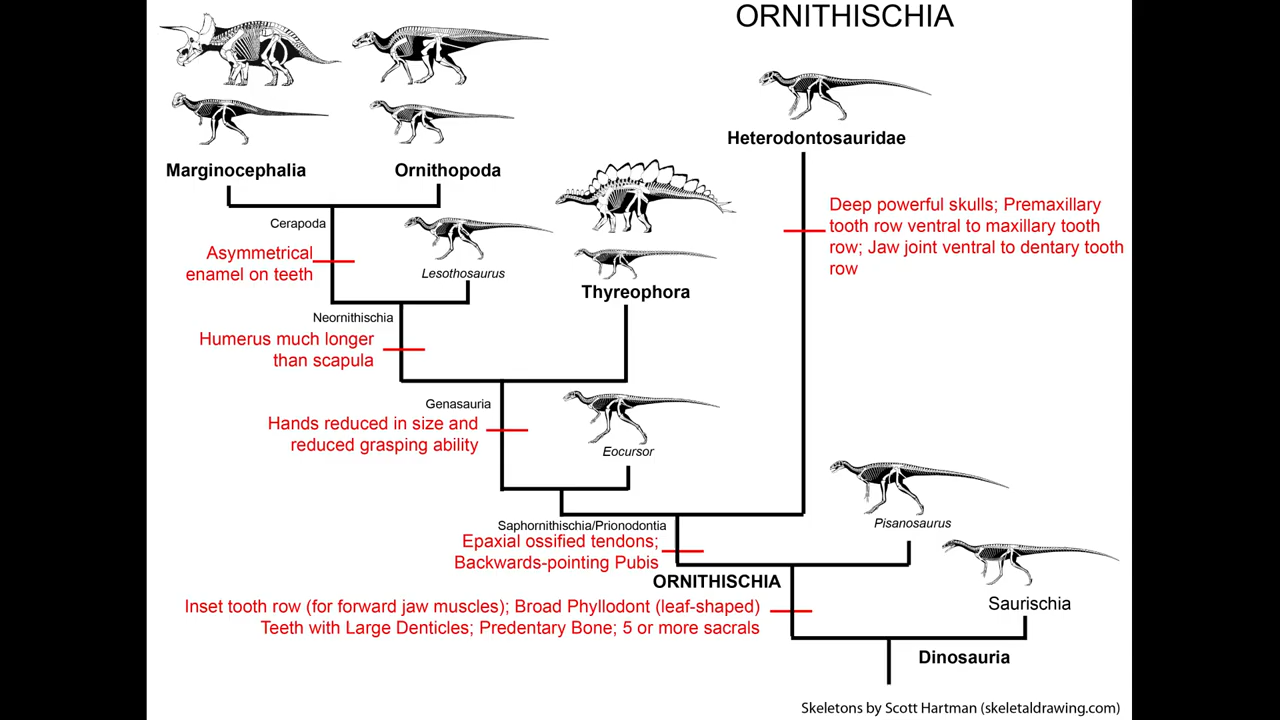 ORNITHISCHIA
Heterodontosauridae
Marginocephalia
Ornithopoda
Deep powerful skulls; Premaxillary
tooth row ventral to maxillary tooth
row; Jaw joint ventral to dentary tooth
row
Cerapoda
Asymmetrical
enamel on teeth
Lesothosaurus
Thyreophora
Neornithischia
Humerus much longer
than scapula
Genasauria
Hands reduced in size and
reduced grasping ability
Eocursor
Saphornithischia/Prionodontia
Pisanosaurus
Epaxial ossified tendons;
Backwards-pointing Pubis
ORNITHISCHIA
Saurischia
Inset tooth row (for forward jaw muscles); Broad Phyllodont (leaf-shaped)
Teeth with Large Denticles; Predentary Bone; 5 or more sacrals
Dinosauria
Skeletons by Scott Hartman (skeletaldrawing.com)